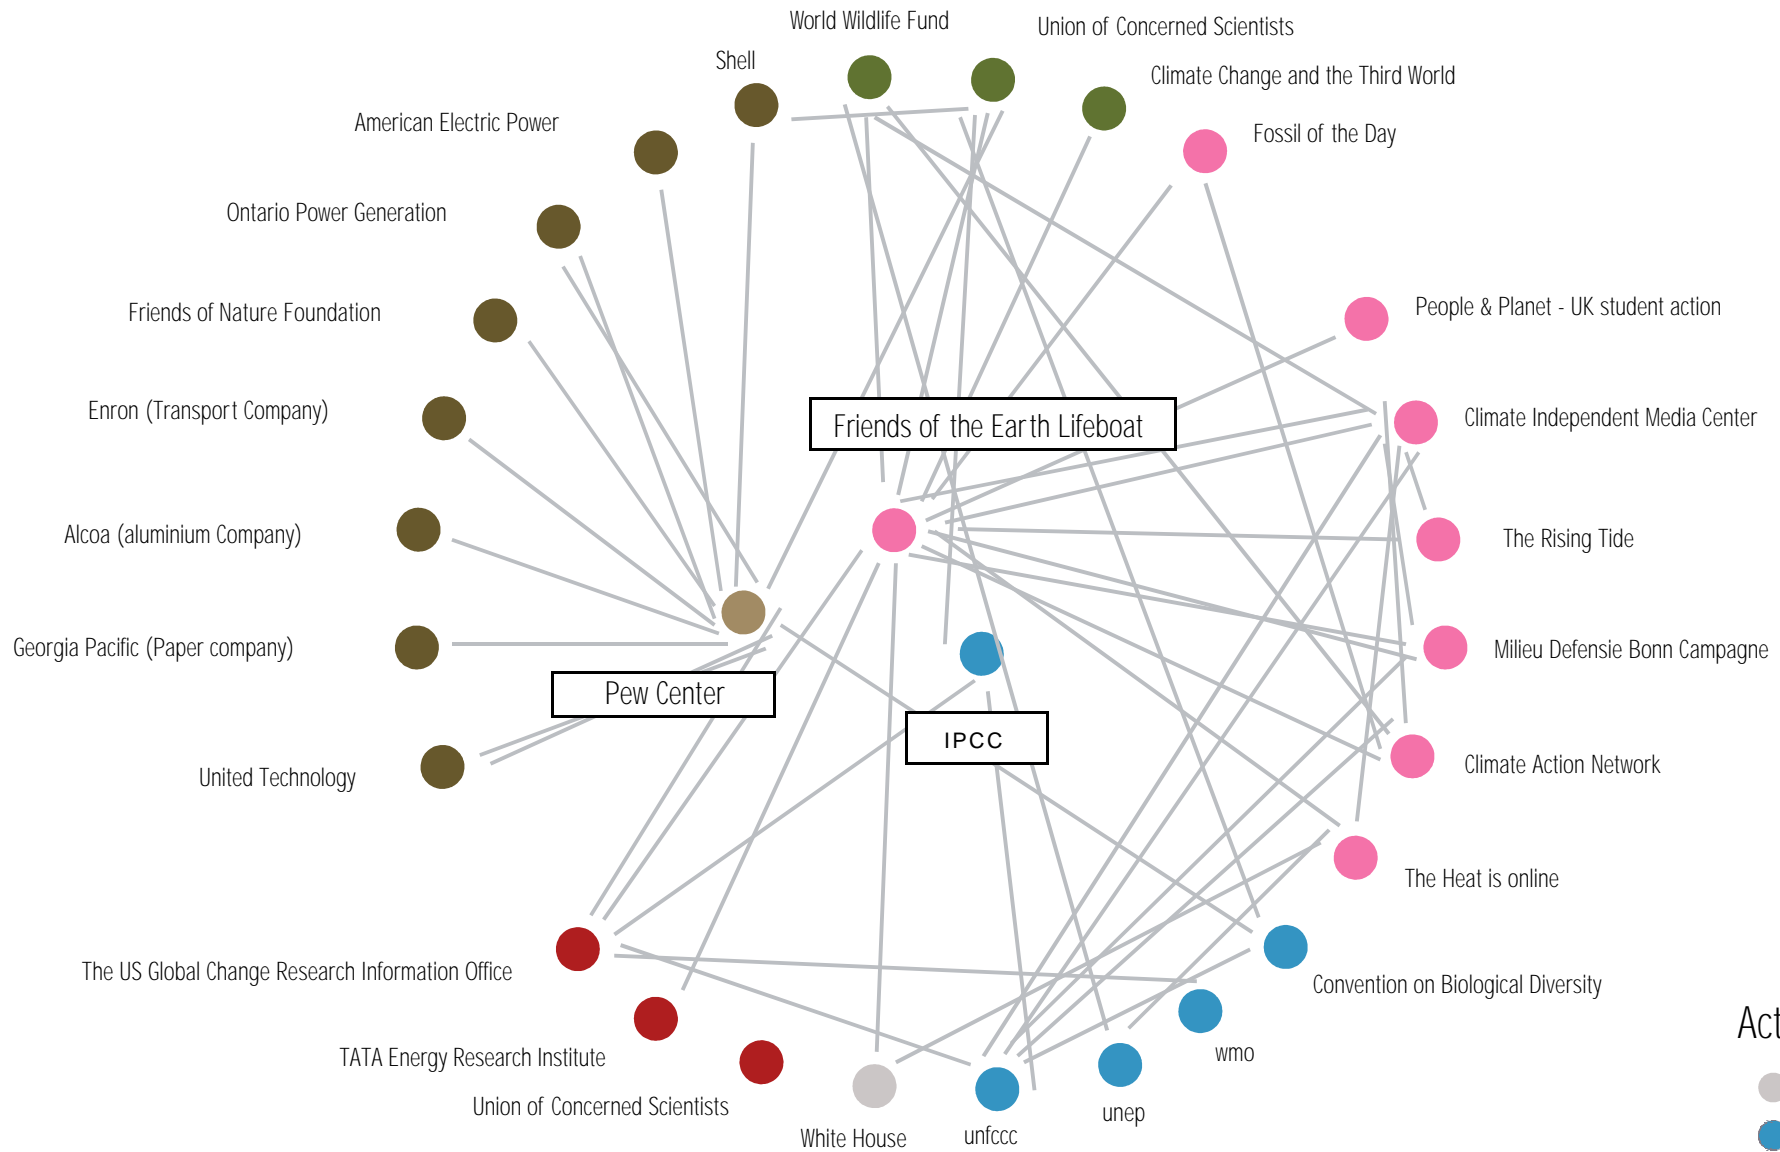 World Wildlife Fund
Union of Concerned Scientists
Shell
Climate Change and the Third World
American Electric Power
Fossil of the Day
Ontario Power Generation
Friends of Nature Foundation
People & Planet - UK student action
Enron (Transport Company)
Climate Independent Media Center
Friends of the Earth Lifeboat
Alcoa (aluminium Company)
The Rising Tide
Georgia Pacific (Paper company)
Milieu Defensie Bonn Campagne
Pew Center
IPCC
United Technology
Climate Action Network
The Heat is online
The US Global Change Research Information Office
Convention on Biological Diversity
Act
TATA Energy Research Institute
wmo
Union of Concerned Scientists
unep
White House
unfccc